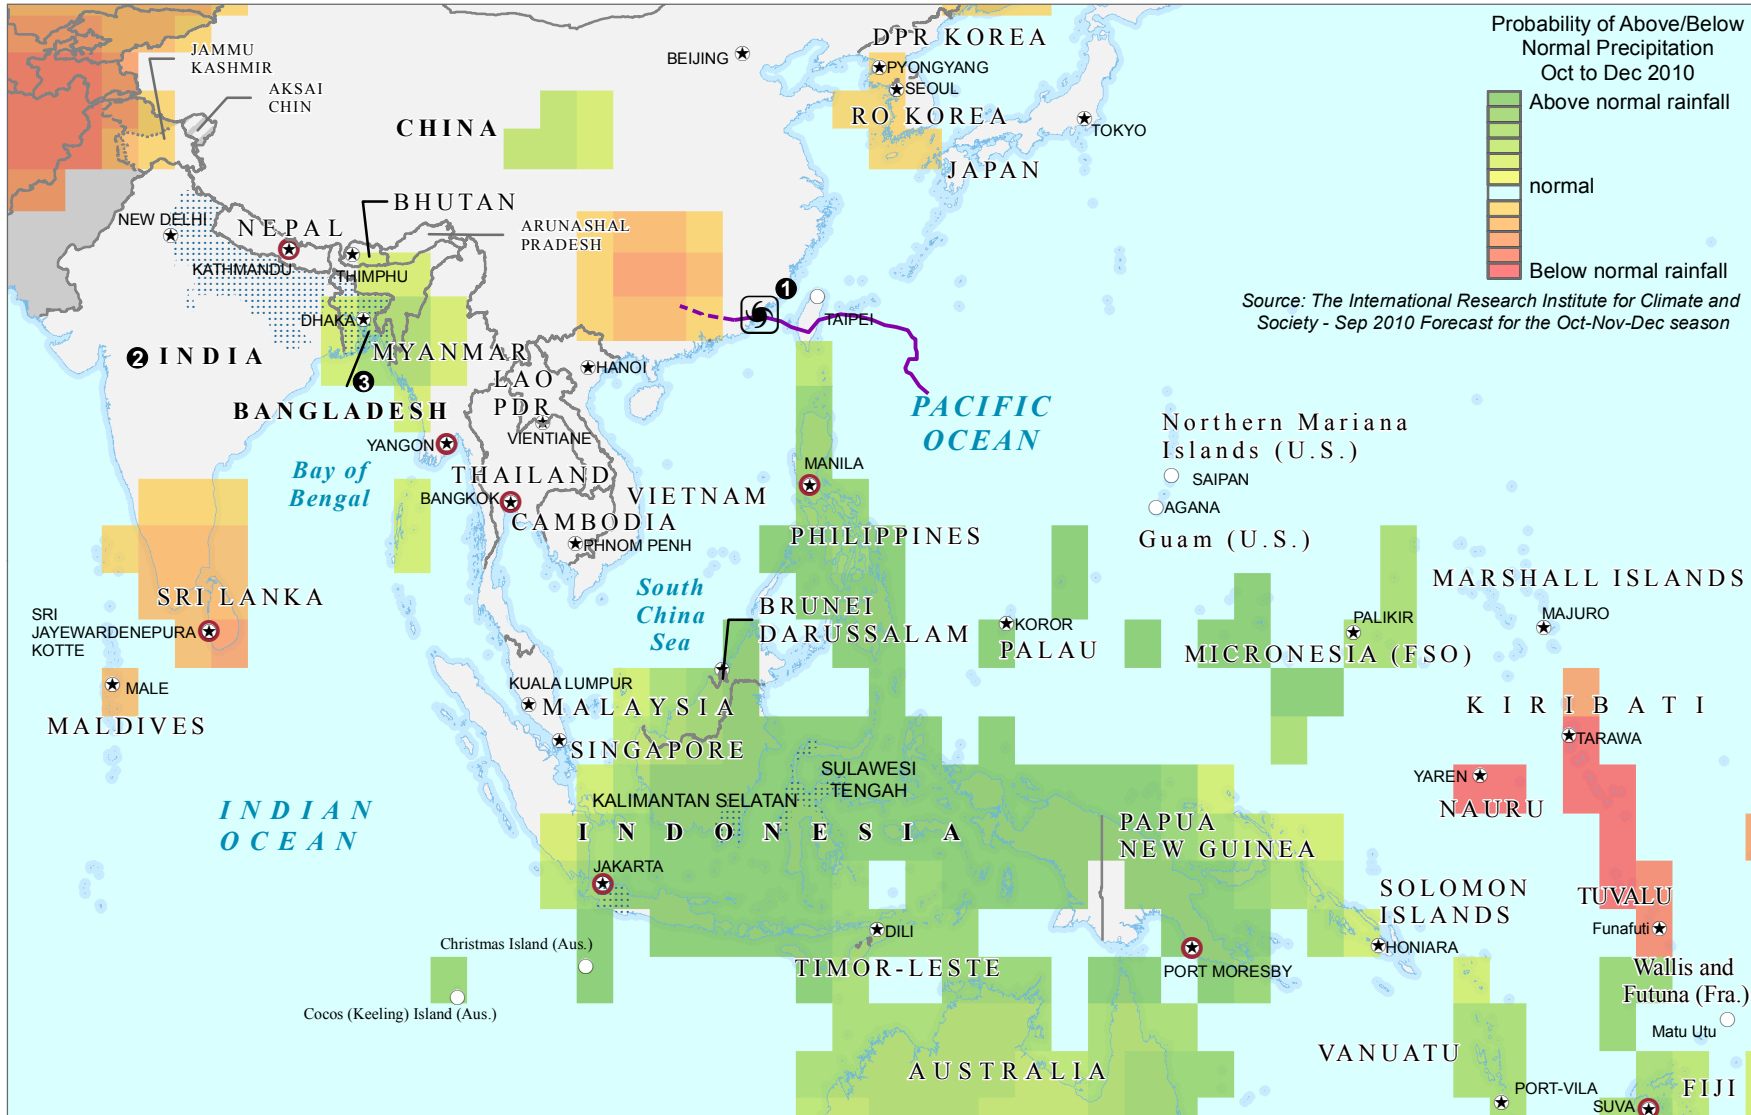 Probability of Above/Below
Normal Precipitation
Oct to Dec 2010
Above normal rainfall
normal
Below normal rainfall
Source: The International Research Institute for Climate and
Society - Sep 2010 Forecast for the Oct-Nov-Dec season
JAMMU
KASHMIR
AKSAI
CHIN
BEIJING
DPR KOREA
PYONGYANG
SEOUL
RO KOREA
TOKYO
JAPAN
CHINA
BHUTAN
NEW DELHI
NEPAL
KATHMANDU
THIMPHU
ARUNASHAL
PRADESH
1
TAIPEI
DHAKA
2 INDIA
MYANMAR
3
BANGLADESH
LAO
PDR
HANOI
VIENTIANE
YANGON
Bay of
Bengal
THAILAND
BANGKOK
VIETNAM
CAMBODIA
PHNOM PENH
PACIFIC
OCEAN
MANILA
PHILIPPINES
Northern Mariana
Islands (U.S.)
SAIPAN
AGANA
Guam (U.S.)
MARSHALL ISLANDS
MAJURO
SRI LANKA
SRI
JAYEWARDENEPURA
KOTTE
MALE
MALDIVES
South
China
Sea
BRUNEI
DARUSSALAM
KOROR
PALAU
PALIKIR
MICRONESIA (FSO)
KUALA LUMPUR
MALAYSIA
SINGAPORE
KIRIBATI
TARAWA
YAREN
NAURU
INDIAN
OCEAN
SULAWESI
TENGAH
KALIMANTAN SELATAN
INDONESIA
PAPUA
NEW GUINEA
JAKARTA
SOLOMON
ISLANDS
HONIARA
TUVALU
Funafuti
DILI
TIMOR-LESTE
PORT MORESBY
Christmas Island (Aus.)
Cocos (Keeling) Island (Aus.)
Wallis and
Futuna (Fra.)
Matu Utu
VANUATU
AUSTRALIA
PORT-VILA
FIJI
SUVA